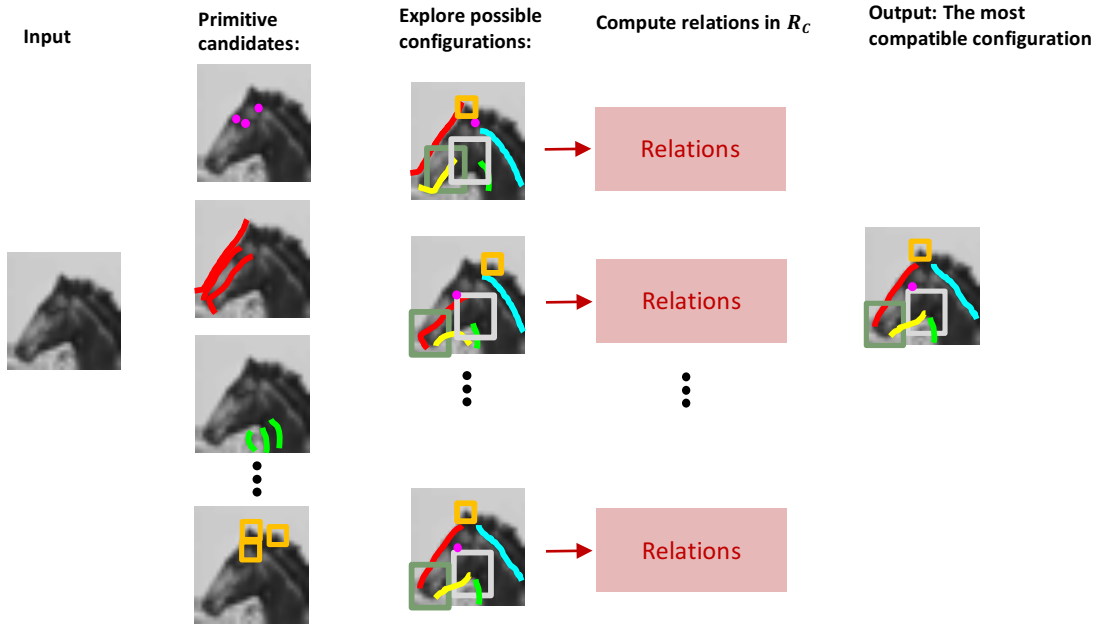 Input
Primitive
candidates:
Explore possible
configurations:
Compute relations in R_C
Output: The most
compatible configuration
Relations
Relations
Relations